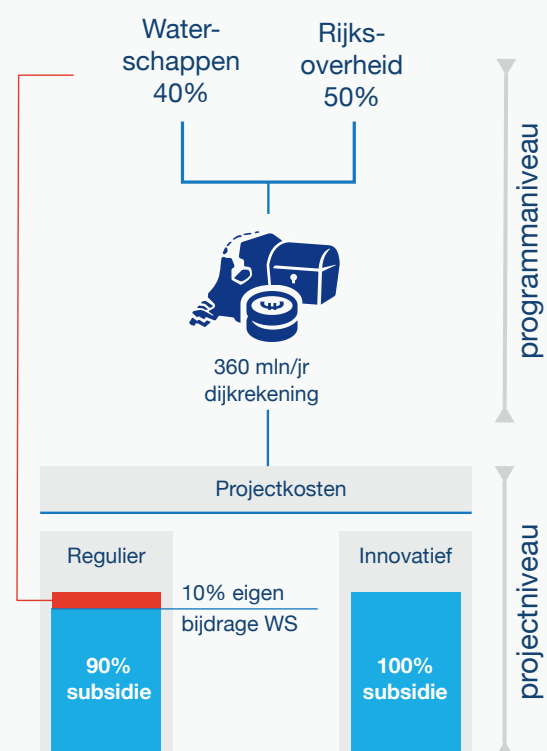 Water-
schappen
40%
Rijks-
overheid
50%
programmaniveau
360 mln/jr
dijkrekening
Projectkosten
Regulier
Innovatief
10% eigen
bijdrage WS
90%
subsidie
100%
subsidie
projectniveau